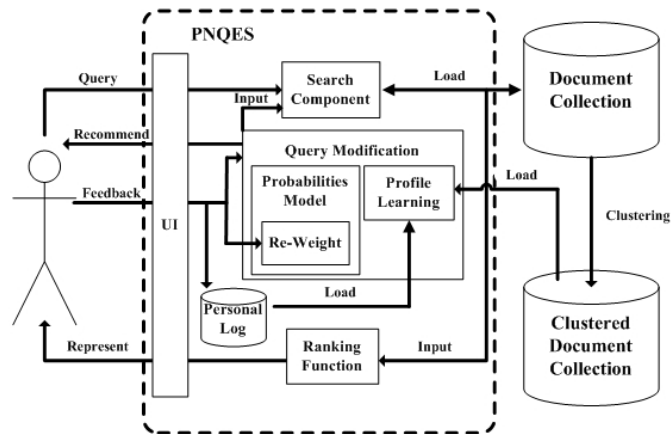 PNQES
Query
Search
Component
Load
Document
Collection
Input
Recommend
Query Modification
Feedback
Probabilities
Model
Profile
Learning
Load
UI
Re-Weight
Clustering
Personal
Log
Load
Clustered
Document
Collection
Represent
Ranking
Function
Input